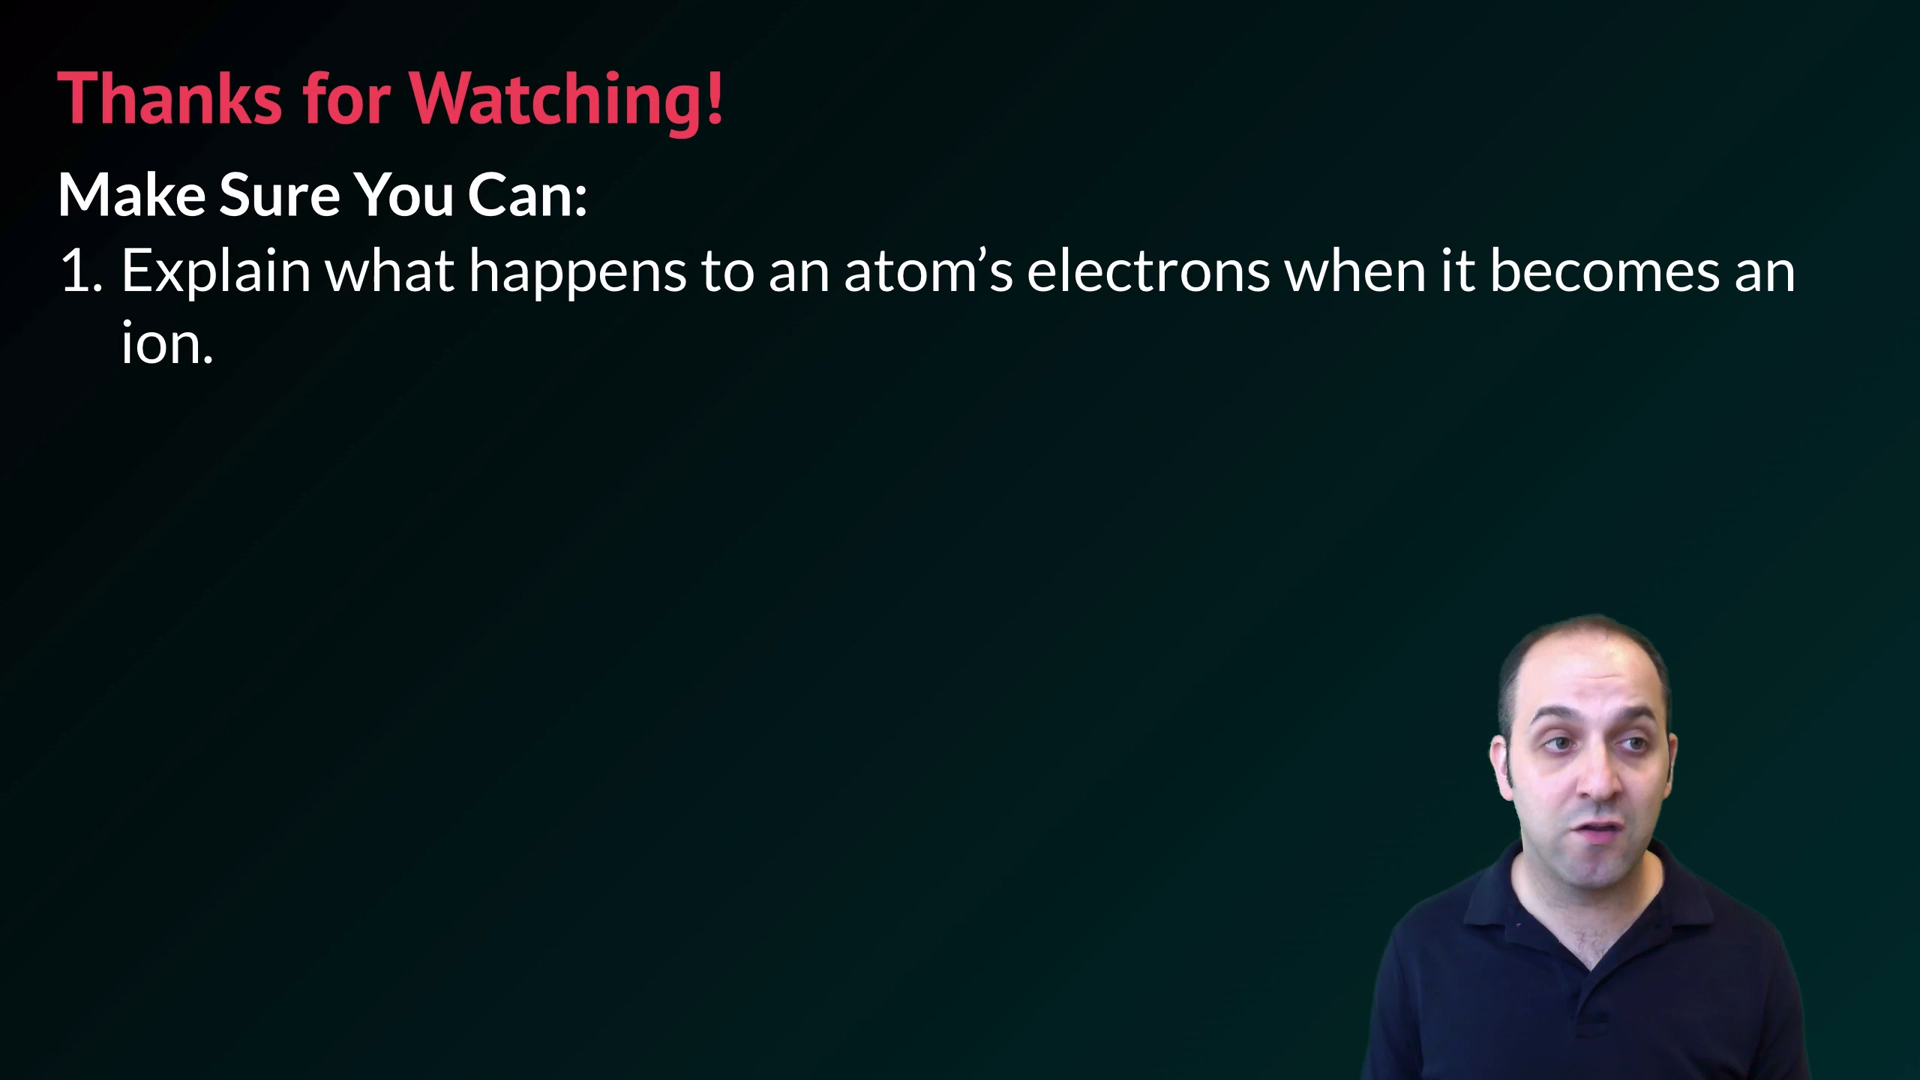 Thanks for Watching!
Make Sure You Can:
1. Explain what happens to an atom’s electrons when it becomes an
ion.